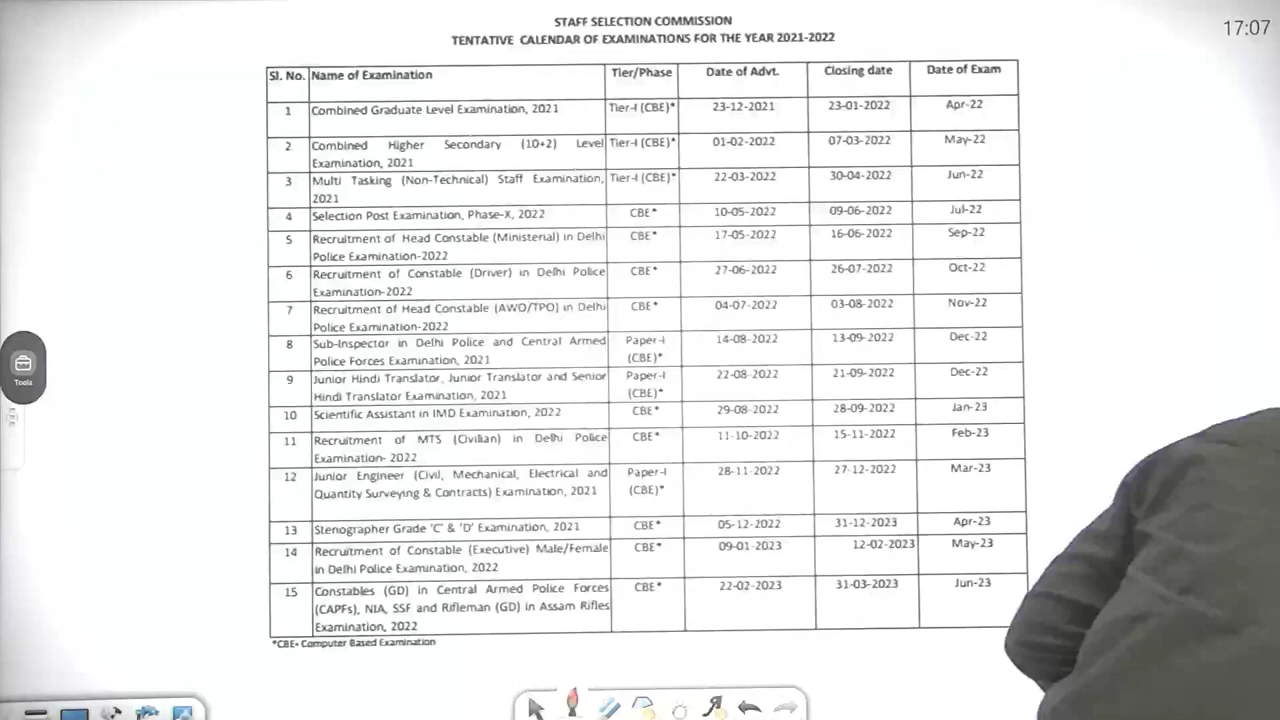 17:07
STAFF SELECTION COMMISSION
TENTATIVE CALENDAR OF EXAMINATIONS FOR THE YEAR 2021-2022
Sl. No. Name of Examination Tier/Phase Date of Advt. Closing date Date of Exam
1 Combined Graduate Level Examination, 2021 Tier-I (CBE)* 23-12-2021 23-01-2022 Apr-22
2 Combined Higher Secondary (10+2) Level Tier-I (CBE)* 01-02-2022 07-03-2022 May-22
Examination, 2021
3 Multi Tasking (Non-Technical) Staff Examination, Tier-I (CBE)* 22-03-2022 30-04-2022 Jun-22
2021
4 Selection Post Examination, Phase-X, 2022 CBE* 10-05-2022 09-06-2022 Jul-22
5 Recruitment of Head Constable (Ministerial) in Delhi CBE* 17-05-2022 16-06-2022 Sep-22
Police Examination-2022
6 Recruitment of Constable (Driver) in Delhi Police CBE* 27-06-2022 26-07-2022 Oct-22
Examination-2022
7 Recruitment of Head Constable (AWO/TPO) in Delhi CBE* 04-07-2022 03-08-2022 Nov-22
Police Examination-2022
8 Sub-Inspector in Delhi Police and Central Armed Paper-I 14-08-2022 13-09-2022 Dec-22
Police Forces Examination, 2021 (CBE)*
9 Junior Hindi Translator, Junior Translator and Senior Paper-I 22-08-2022 21-09-2022 Dec-22
Hindi Translator Examination, 2021 (CBE)*
10 Scientific Assistant in IMD Examination, 2022 CBE* 29-08-2022 28-09-2022 Jan-23
11 Recruitment of MTS (Civilian) in Delhi Police CBE* 11-10-2022 15-11-2022 Feb-23
Examination- 2022
12 Junior Engineer (Civil, Mechanical, Electrical and Paper-I 28-11-2022 27-12-2022 Mar-23
Quantity Surveying & Contracts) Examination, 2021 (CBE)*
13 Stenographer Grade 'C' & 'D' Examination, 2021 CBE* 05-12-2022 31-12-2023 Apr-23
14 Recruitment of Constable (Executive) Male/Female CBE* 09-01-2023 12-02-2023 May-23
in Delhi Police Examination, 2022
15 Constables (GD) in Central Armed Police Forces CBE* 22-02-2023 31-03-2023 Jun-23
(CAPFs), NIA, SSF and Rifleman (GD) in Assam Rifles
Examination, 2022
*CBE- Computer Based Examination
Tools